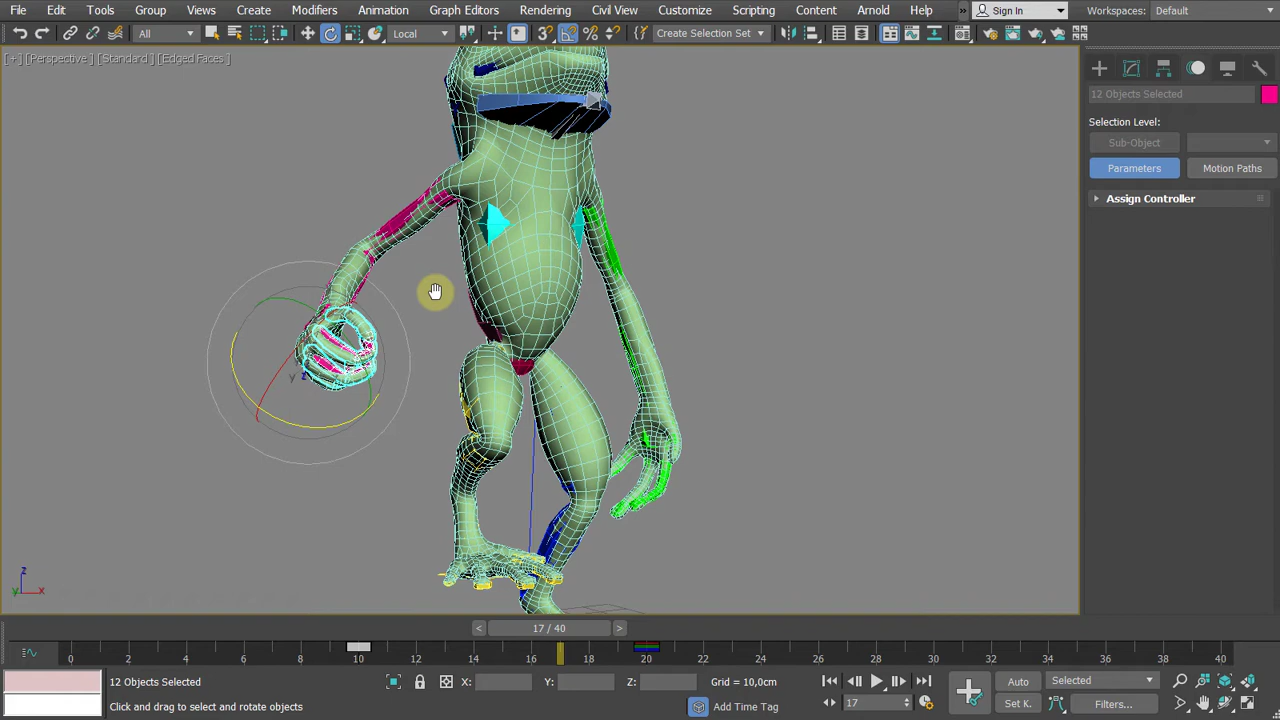 File Edit Tools Group Views Create Modifiers Animation Graph Editors Rendering Civil View Customize Scripting Content Arnold Help » Sign In Workspaces: Default
All Local Create Selection Set
[+] [Perspective] [Standard] [Edged Faces]
12 Objects Selected
Selection Level:
Sub-Object
Parameters Motion Paths
Assign Controller
y z
z
y x
< 17 / 40 >
0 2 4 6 8 10 12 14 16 18 20 22 24 26 28 30 32 34 36 38 40
12 Objects Selected X: Y: Z: Grid = 10,0cm Auto Selected
Click and drag to select and rotate objects Add Time Tag 17 Set K. Filters...